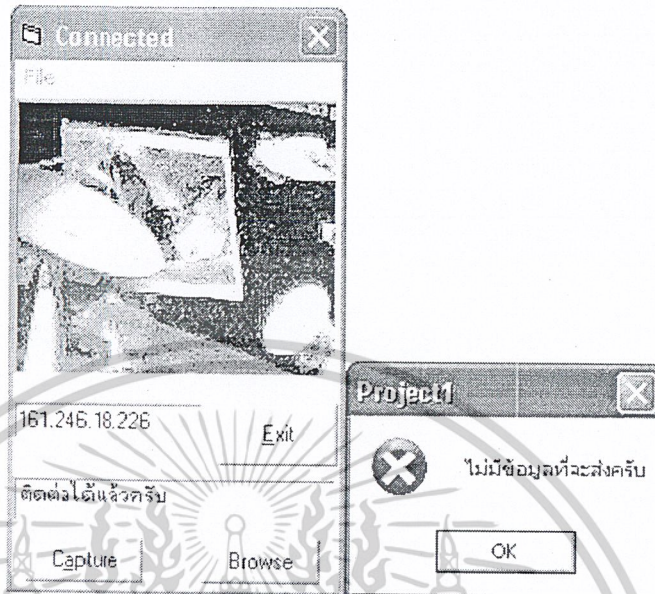 Connected
File
161.246.18.226
Exit
ติดต่อได้แล้วครับ
Capture
Browse
Project1
ไม่มีข้อมูลที่จะส่งครับ
OK